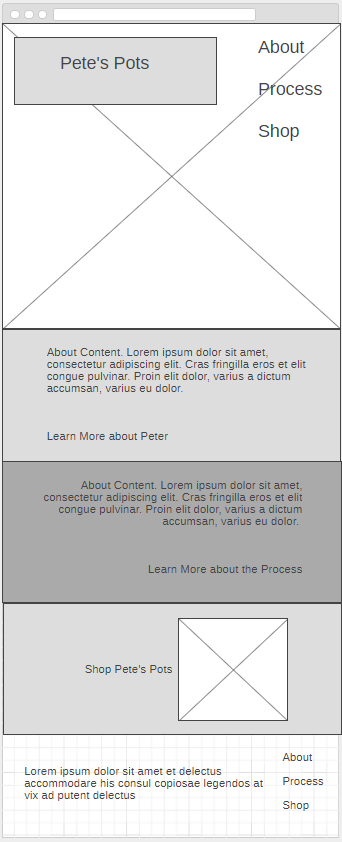 Pete's Pots
About
Process
Shop
About Content. Lorem ipsum dolor sit amet,
consectetur adipiscing elit. Cras fringilla eros et elit
congue pulvinar. Proin elit dolor, varius a dictum
accumsan, varius eu dolor.
Learn More about Peter
About Content. Lorem ipsum dolor sit amet,
consectetur adipiscing elit. Cras fringilla eros et elit
congue pulvinar. Proin elit dolor, varius a dictum
accumsan, varius eu dolor.
Learn More about the Process
Shop Pete's Pots
Lorem ipsum dolor sit amet et delectus
accommodare his consul copiosae legendos at
vix ad putent delectus
About
Process
Shop